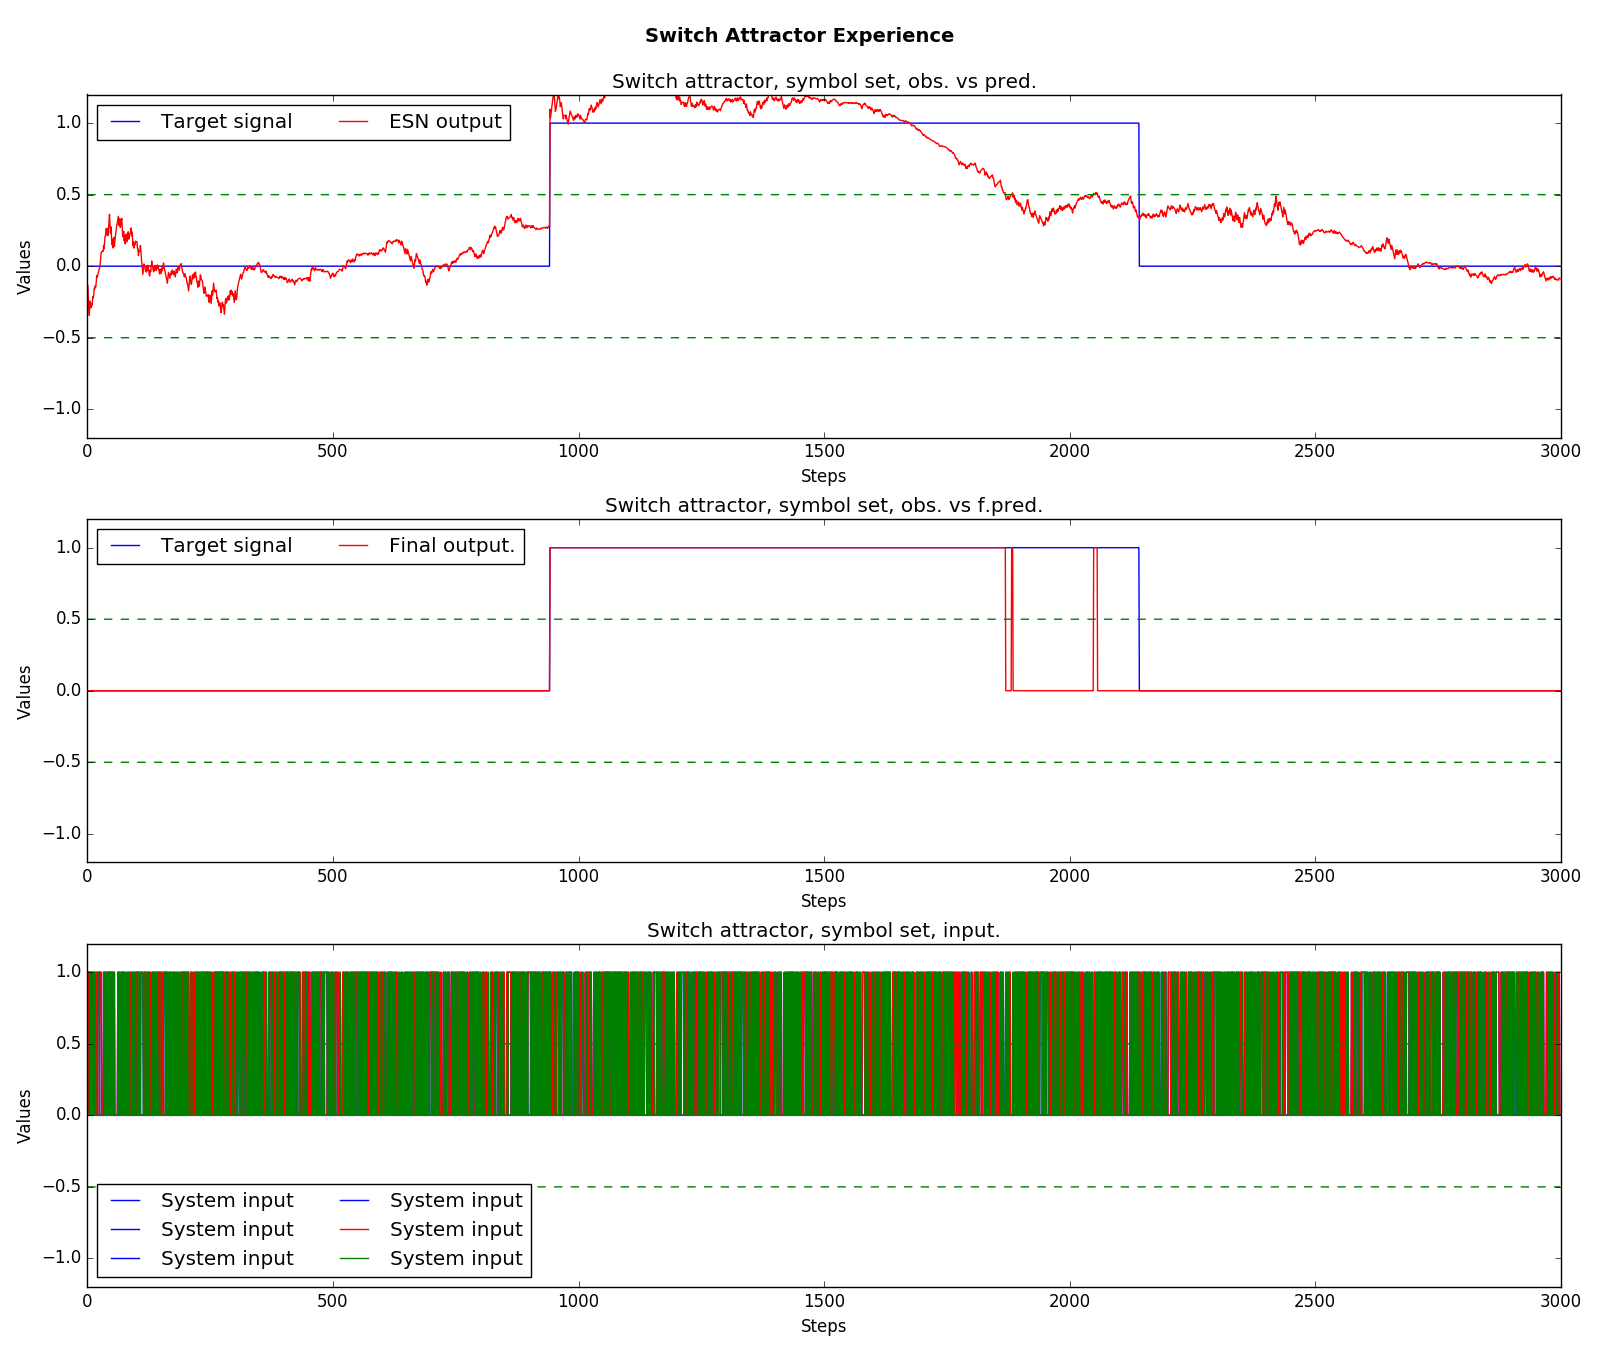 Switch Attractor Experience
Switch attractor, symbol set, obs. vs pred.
Target signal ESN output
1.0
0.5
0.0
−0.5
−1.0
Values
0 500 1000 1500 2000 2500 3000
Steps
Switch attractor, symbol set, obs. vs f.pred.
Target signal Final output.
1.0
0.5
0.0
−0.5
−1.0
Values
0 500 1000 1500 2000 2500 3000
Steps
Switch attractor, symbol set, input.
1.0
0.5
0.0
−0.5
−1.0
Values
System input System input
System input System input
System input System input
0 500 1000 1500 2000 2500 3000
Steps